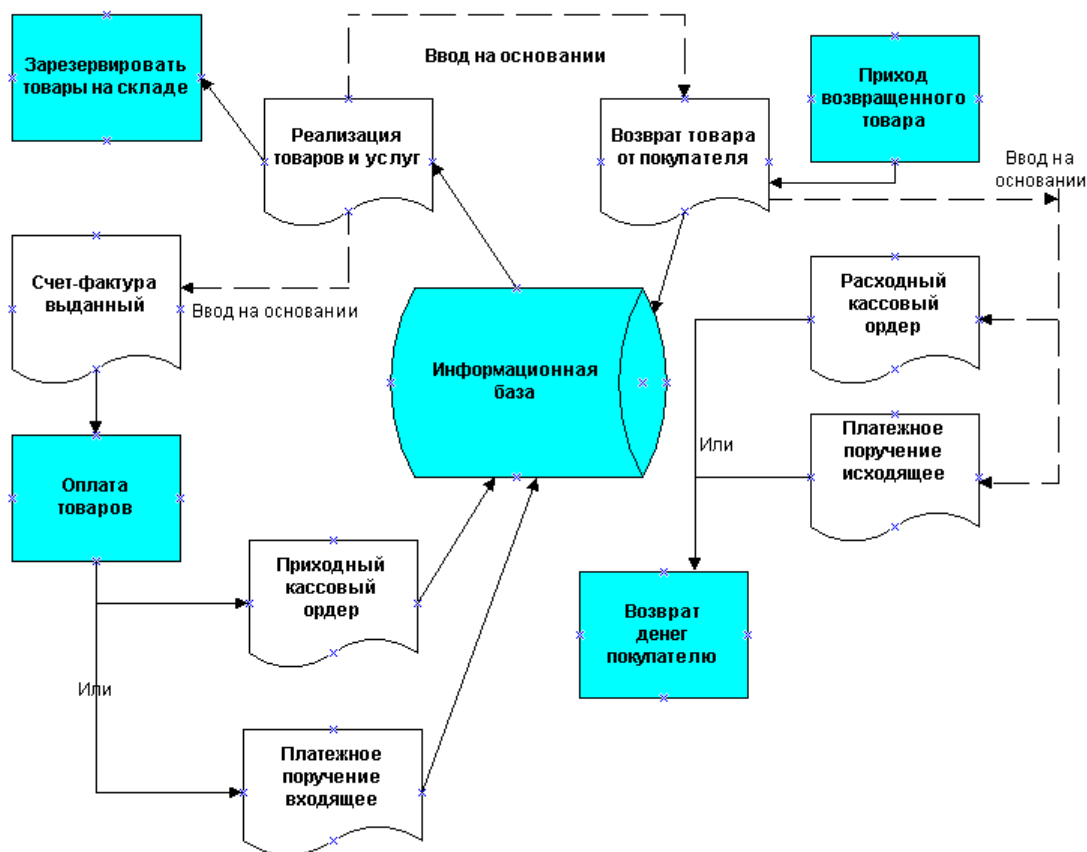 Зарезервировать
товары на складе
Ввод на основании
Приход
возвращенного
товара
Реализация
товаров и услуг
Возврат товара
от покупателя
Ввод на
основании
Счет-фактура
выданный
Ввод на основании
Расходный
кассовый
ордер
Информационная
база
Платежное
поручение
исходящее
Или
Оплата
товаров
Приходный
кассовый
ордер
Возврат
денег
покупателю
Или
Платежное
поручение
входящее